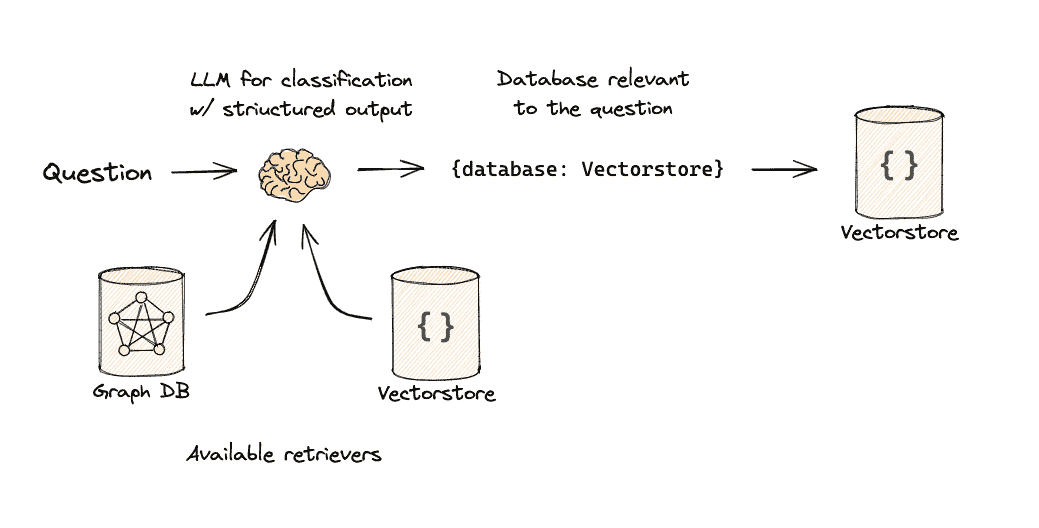 LLM for classification
w/ striuctured output
Database relevant
to the question
Question
{database: Vectorstore}
{ }
Vectorstore
{ }
Graph DB
Vectorstore
Available retrievers